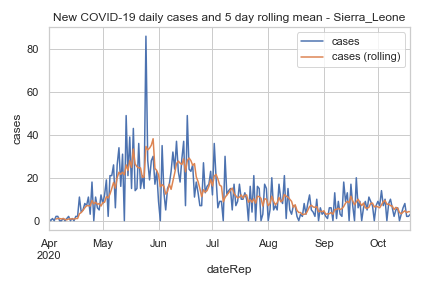 New COVID-19 daily cases and 5 day rolling mean - Sierra_Leone
cases
cases (rolling)
80
60
40
20
0
cases
Apr May Jun Jul Aug Sep Oct
2020
dateRep